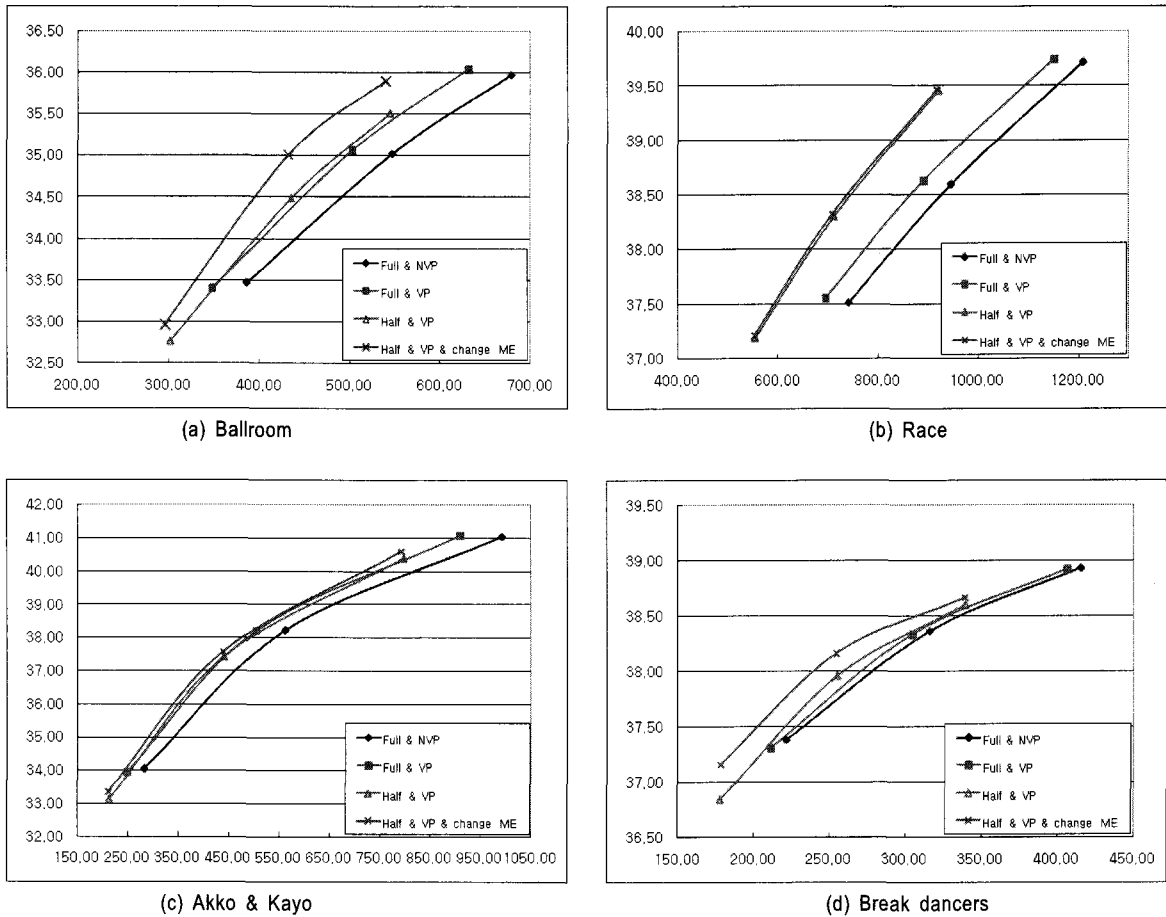 36,50
36,00
35,50
35,00
34,50
34,00
33,50
33,00
32,50
200,00 300,00 400,00 500,00 600,00 700,00
Full & NVP
Full & VP
Half & VP
Half & VP & change ME
(a) Ballroom
40,00
39,50
39,00
38,50
38,00
37,50
37,00
400,00 600,00 800,00 1000,00 1200,00
Full & NVP
Full & VP
Half & VP
Half & VP & change ME
(b) Race
42,00
41,00
40,00
39,00
38,00
37,00
36,00
35,00
34,00
33,00
32,00
150,00 250,00 350,00 450,00 550,00 650,00 750,00 850,00 950,00 1050,00
Full & NVP
Full & VP
Half & VP
Half & VP & change ME
(c) Akko & Kayo
39,50
39,00
38,50
38,00
37,50
37,00
36,50
150,00 200,00 250,00 300,00 350,00 400,00 450,00
Full & NVP
Full & VP
Half & VP
Half & VP & change ME
(d) Break dancers